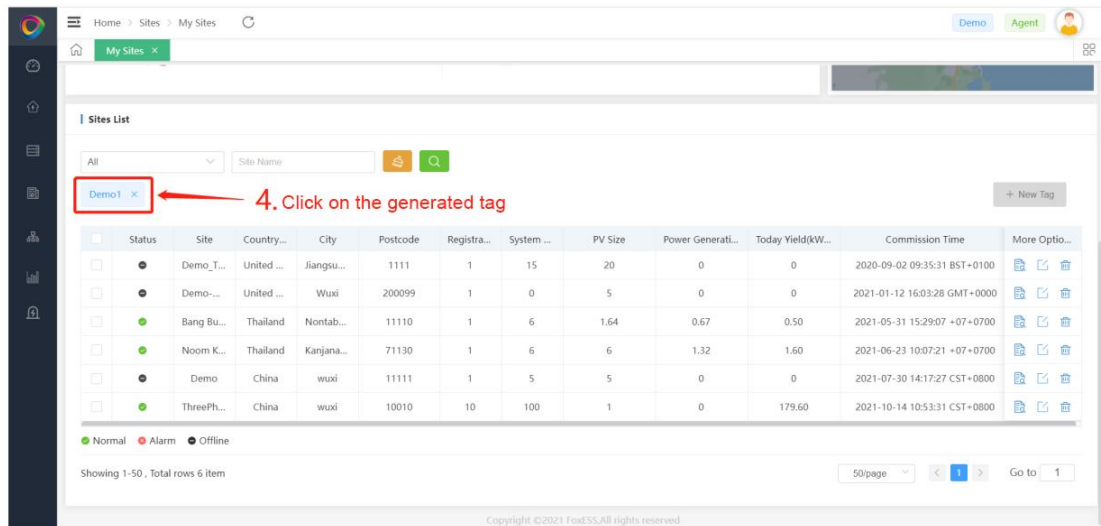 Home > Sites > My Sites
Demo Agent
My Sites ×
Sites List
All Site Name
Demo1 × 4. Click on the generated tag + New Tag
Status Site Country... City Postcode Registra... System ... PV Size Power Generati... Today Yield(kW... Commission Time More Optio...
Demo_T... United ... Jiangsu... 1111 1 15 20 0 0 2020-09-02 09:35:31 BST+0100
Demo-... United ... Wuxi 200099 1 0 5 0 0 2021-01-12 16:03:28 GMT+0000
Bang Bu... Thailand Nontab... 11110 1 6 1.64 0.67 0.50 2021-05-31 15:29:07 +07+0700
Noom K... Thailand Kanjana... 71130 1 6 6 1.32 1.60 2021-06-23 10:07:21 +07+0700
Demo China wuxi 11111 1 5 5 0 0 2021-07-30 14:17:27 CST+0800
ThreePh... China wuxi 10010 10 100 1 0 179.60 2021-10-14 10:53:31 CST+0800
Normal Alarm Offline
Showing 1-50 , Total rows 6 item 50/page < 1 > Go to 1
Copyright ©2021 FoxESS,All rights reserved